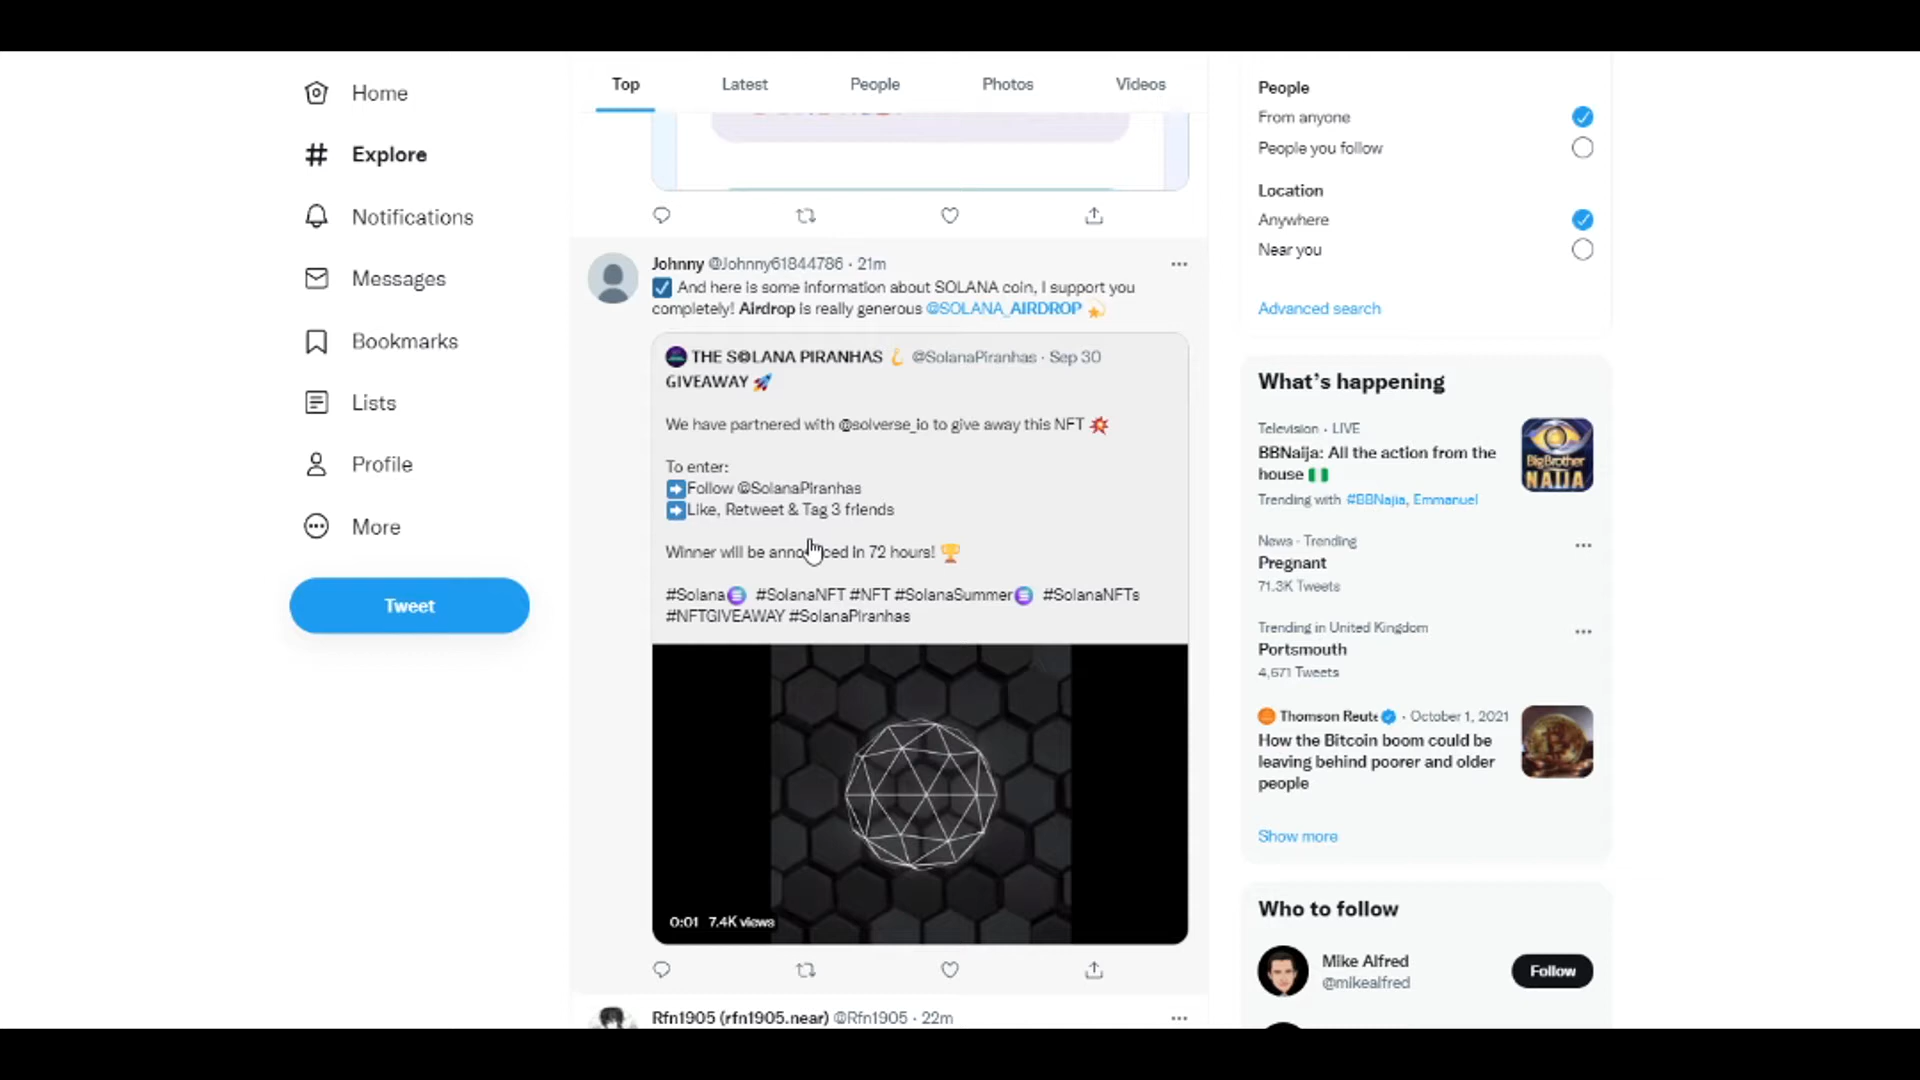 Home
Explore
Notifications
Messages
Bookmarks
Lists
Profile
More
Tweet
Top
Latest
People
Photos
Videos
Johnny @Johnny61844786 · 21m
And here is some information about SOLANA coin, I support you
completely! Airdrop is really generous @SOLANA_AIRDROP
THE S@LANA PIRANHAS @SolanaPiranhas · Sep 30
GIVEAWAY
We have partnered with @solverse_io to give away this NFT
To enter:
Follow @SolanaPiranhas
Like, Retweet & Tag 3 friends
Winner will be announced in 72 hours!
#Solana #SolanaNFT #NFT #SolanaSummer #SolanaNFTs
#NFTGIVEAWAY #SolanaPiranhas
0:01 7.4K views
Rfn1905 (rfn1905.near) @Rfn1905 · 22m
People
From anyone
People you follow
Location
Anywhere
Near you
Advanced search
What's happening
Television · LIVE
BBNaija: All the action from the
house
Trending with #BBNajia, Emmanuel
BigBrother
NAIJA
News · Trending
Pregnant
71.3K Tweets
Trending in United Kingdom
Portsmouth
4,671 Tweets
Thomson Reute · October 1, 2021
How the Bitcoin boom could be
leaving behind poorer and older
people
Show more
Who to follow
Mike Alfred
@mikealfred
Follow